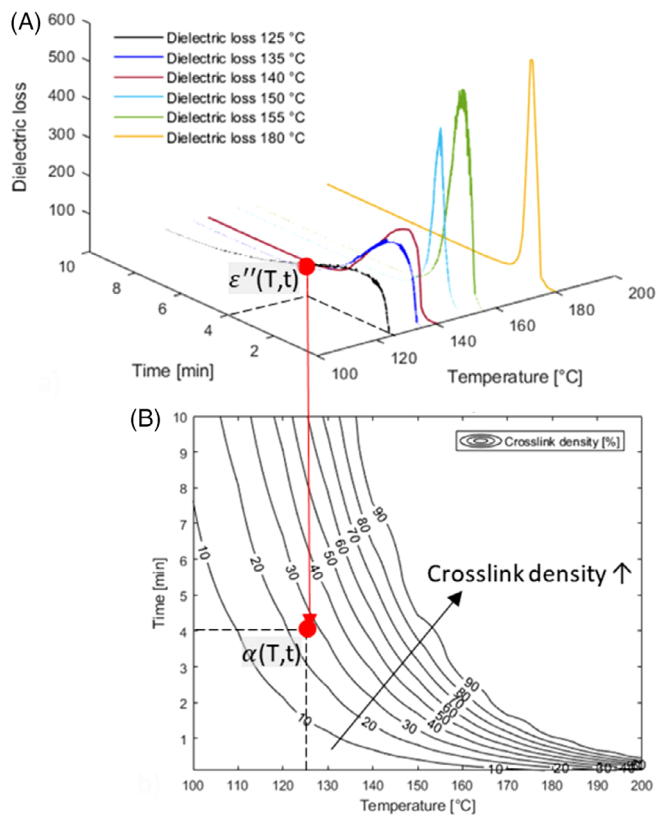 (A)
600
500
400
300
200
100
Dielectric loss
Dielectric loss 125 °C
Dielectric loss 135 °C
Dielectric loss 140 °C
Dielectric loss 150 °C
Dielectric loss 155 °C
Dielectric loss 180 °C
ε′′(T,t)
10
8
6
4
2
Time [min]
100
120
140
160
180
200
Temperature [°C]
a)
(B)
10
9
8
7
6
5
4
3
2
1
Time [min]
Crosslink density [%]
10
20
30
40
50
60
70
80
90
Crosslink density ↑
α(T,t)
10
20
30
40
90
10
20
30
40
b)
100 110 120 130 140 150 160 170 180 190 200
Temperature [°C]